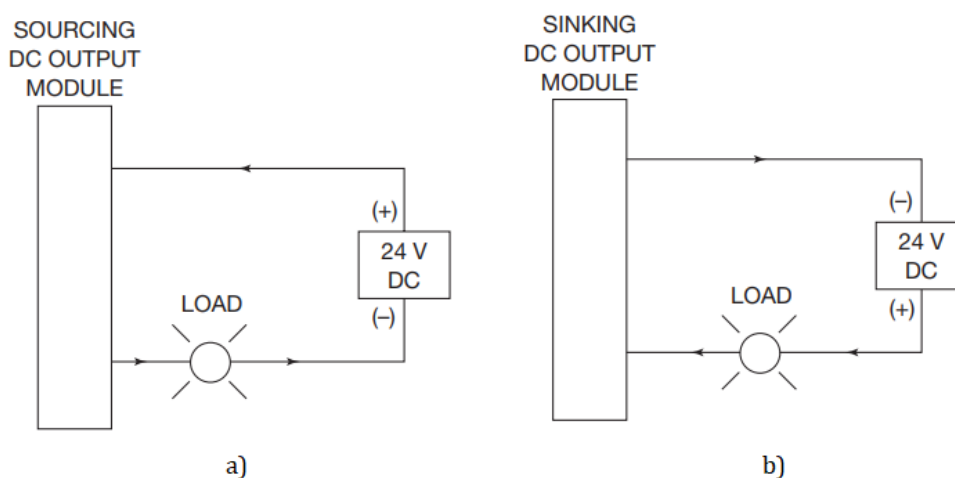 SOURCING
DC OUTPUT
MODULE
(+)
24 V
DC
(–)
LOAD
a)
SINKING
DC OUTPUT
MODULE
(–)
24 V
DC
(+)
LOAD
b)